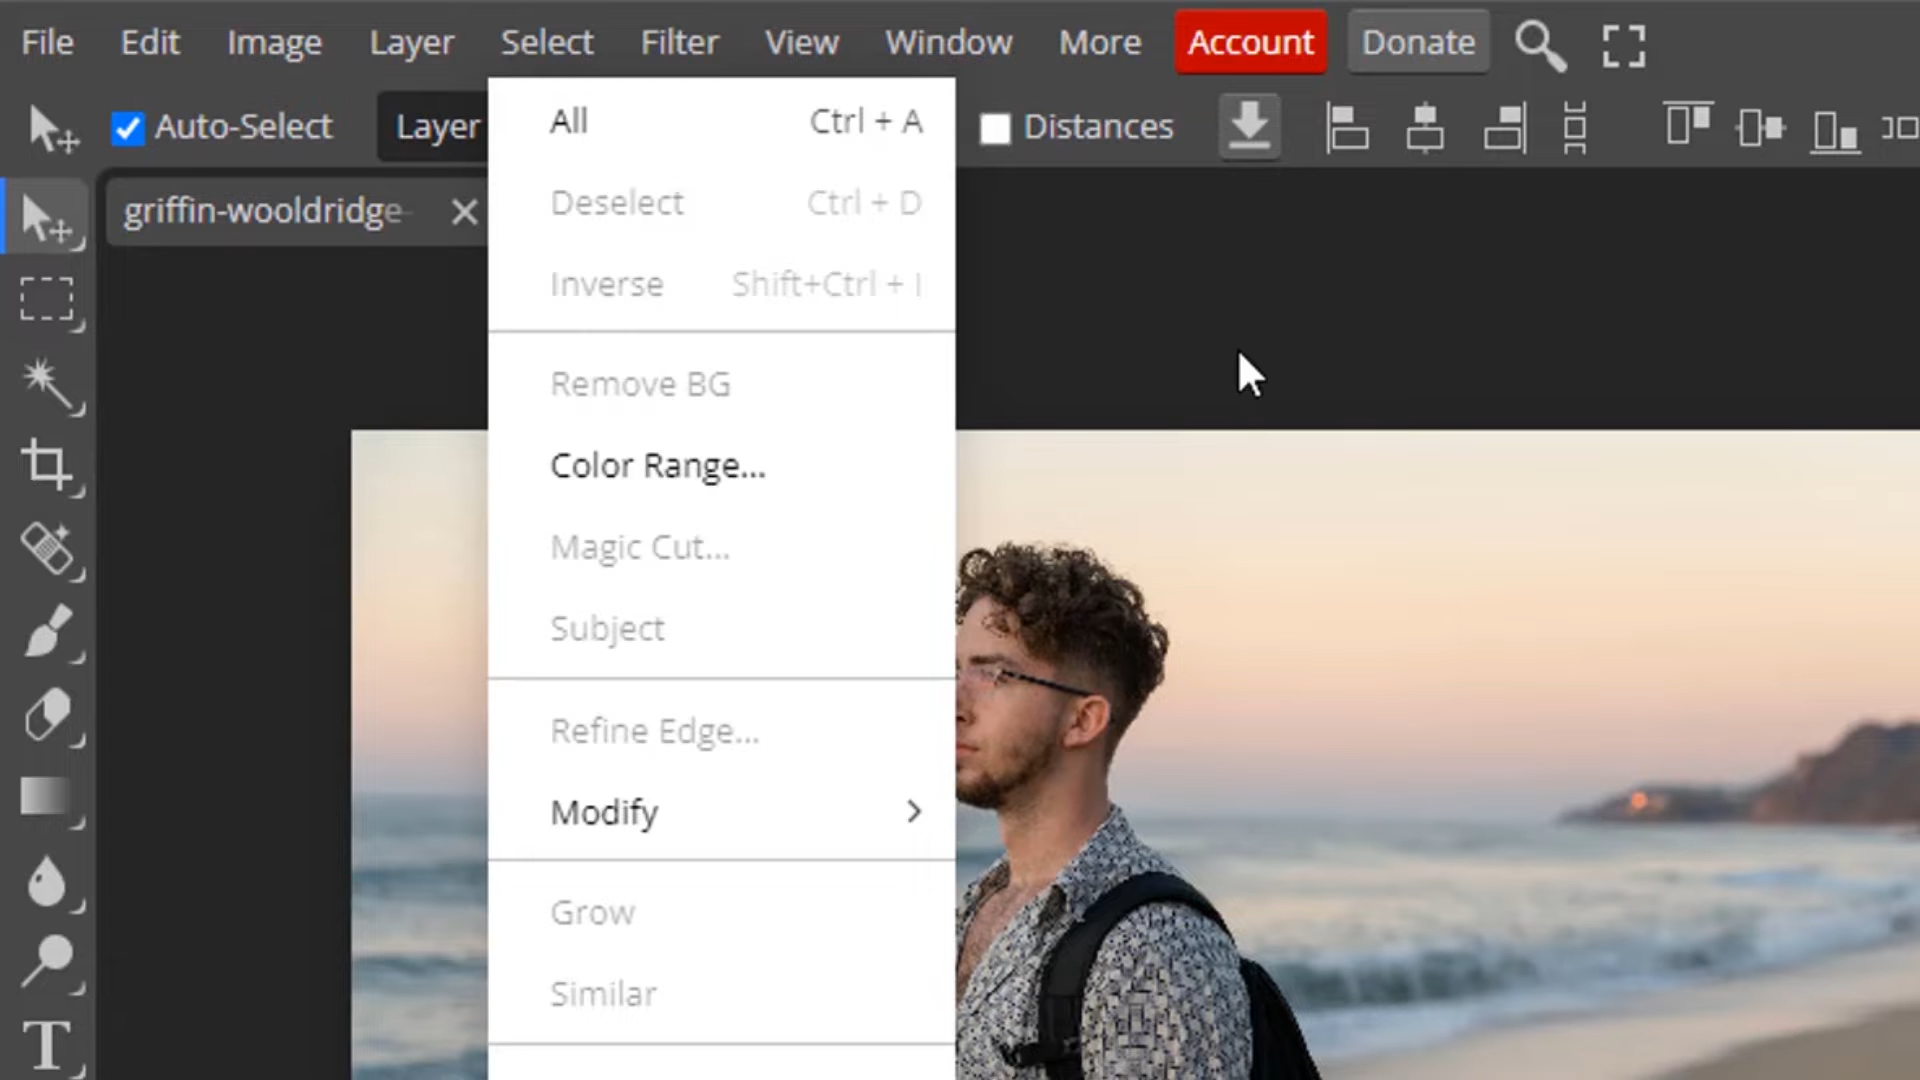 File Edit Image Layer Select Filter View Window More Account Donate
Auto-Select Layer Distances
griffin-wooldridge-
All Ctrl + A
Deselect Ctrl + D
Inverse Shift+Ctrl + I
Remove BG
Color Range...
Magic Cut...
Subject
Refine Edge...
Modify
Grow
Similar
T